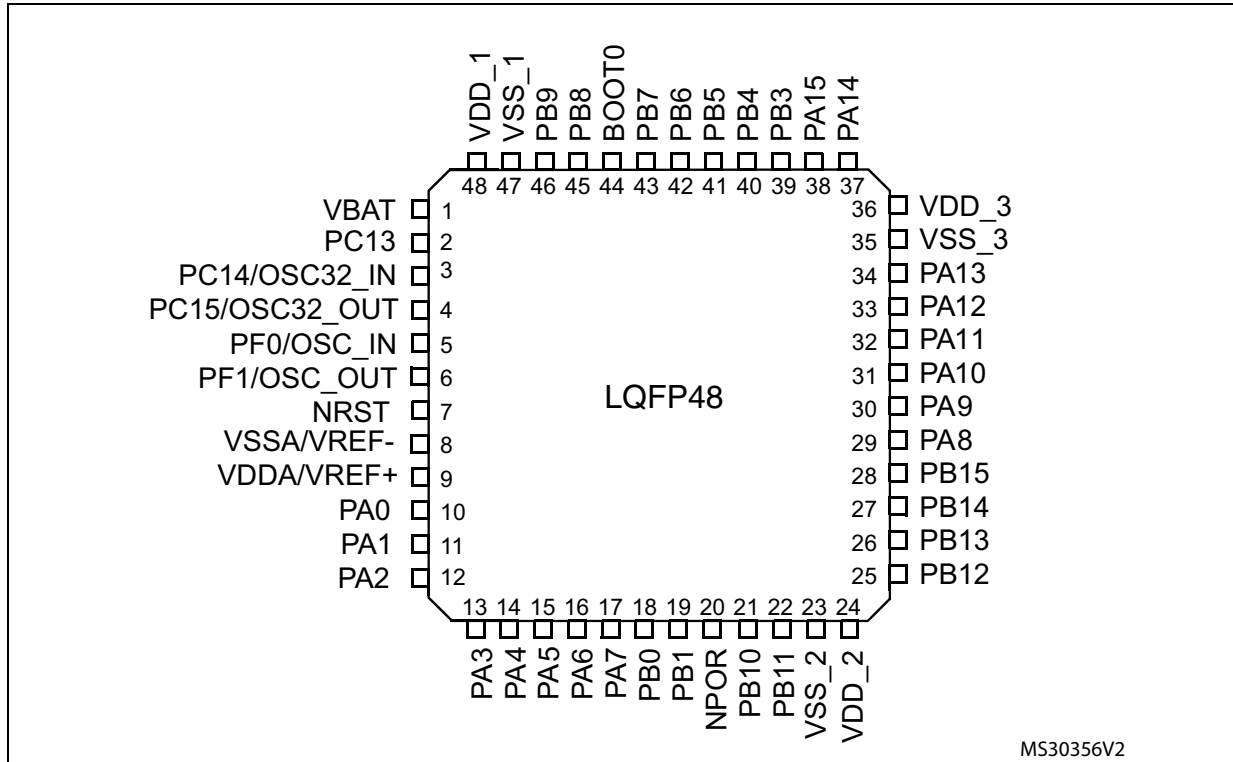 VDD_1
VSS_1
PB9
PB8
BOOT0
PB7
PB6
PB5
PB4
PB3
PA15
PA14
48 47 46 45 44 43 42 41 40 39 38 37
VBAT 1
PC13 2
PC14/OSC32_IN 3
PC15/OSC32_OUT 4
PF0/OSC_IN 5
PF1/OSC_OUT 6
NRST 7
VSSA/VREF- 8
VDDA/VREF+ 9
PA0 10
PA1 11
PA2 12
LQFP48
36 VDD_3
35 VSS_3
34 PA13
33 PA12
32 PA11
31 PA10
30 PA9
29 PA8
28 PB15
27 PB14
26 PB13
25 PB12
13 14 15 16 17 18 19 20 21 22 23 24
PA3
PA4
PA5
PA6
PA7
PB0
PB1
NPOR
PB10
PB11
VSS_2
VDD_2
MS30356V2